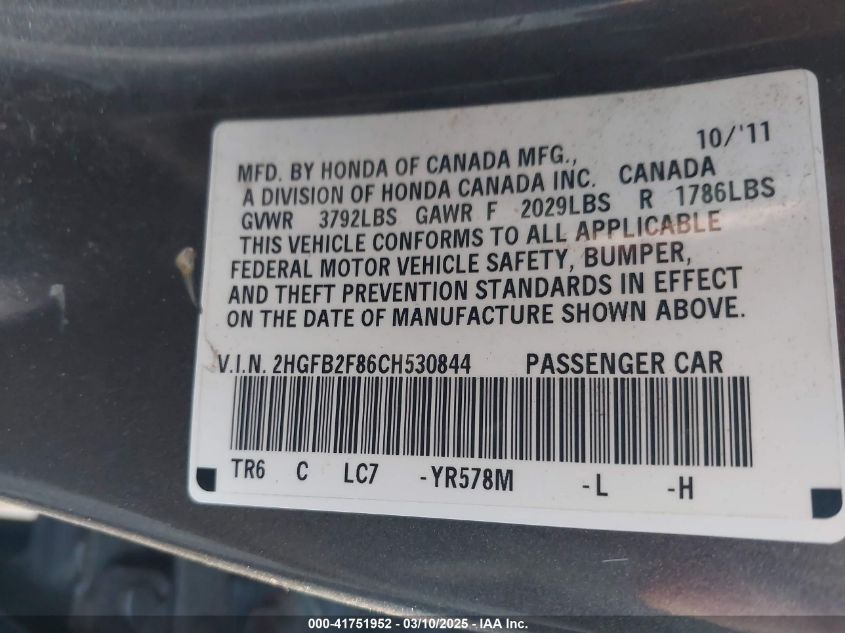 10/'11
MFD. BY HONDA OF CANADA MFG.,
A DIVISION OF HONDA CANADA INC. CANADA
GVWR 3792LBS GAWR F 2029LBS R 1786LBS
THIS VEHICLE CONFORMS TO ALL APPLICABLE
FEDERAL MOTOR VEHICLE SAFETY, BUMPER,
AND THEFT PREVENTION STANDARDS IN EFFECT
ON THE DATE OF MANUFACTURE SHOWN ABOVE.
V.I.N. 2HGFB2F86CH530844 PASSENGER CAR
TR6 C LC7 -YR578M -L -H
000-41751952 - 03/10/2025 - IAA Inc.